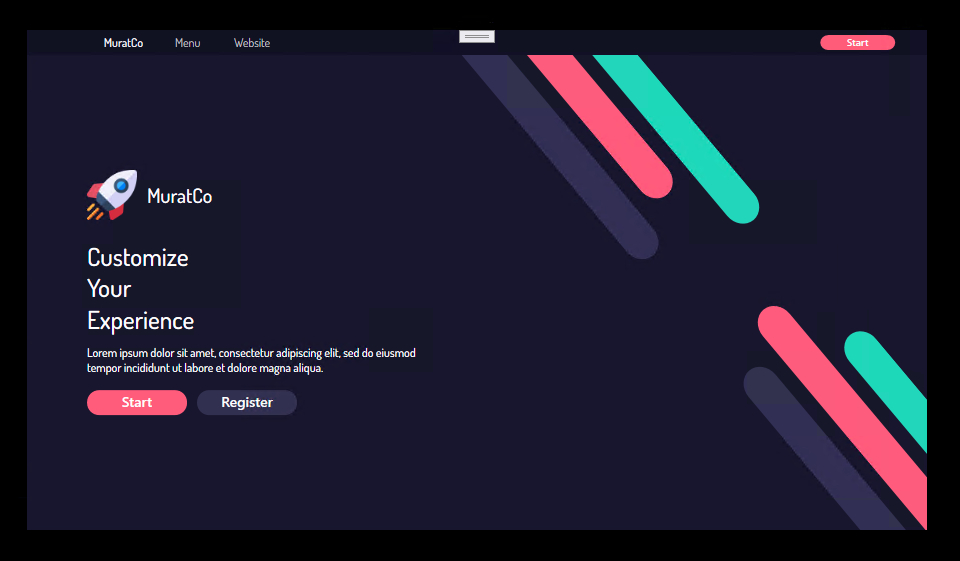 MuratCo Menu Website Start
MuratCo
Customize
Your
Experience
Lorem ipsum dolor sit amet, consectetur adipiscing elit, sed do eiusmod
tempor incididunt ut labore et dolore magna aliqua.
Start Register